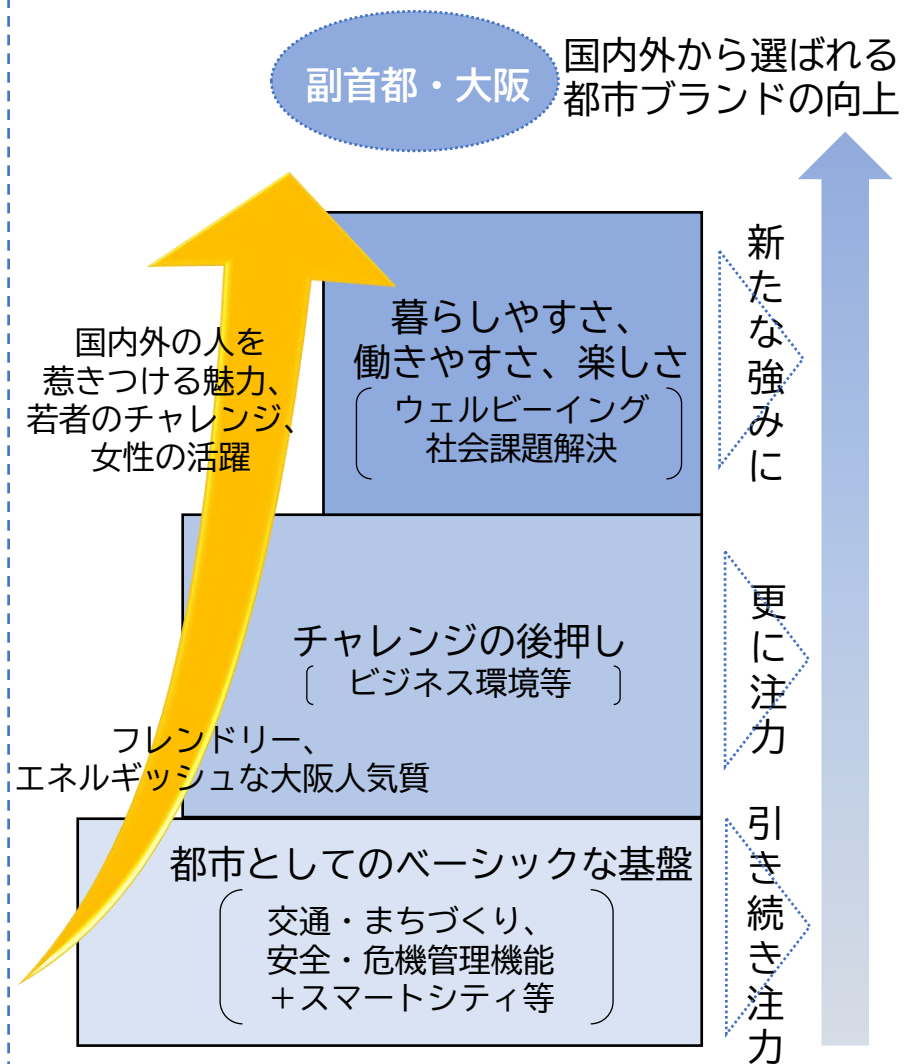 副首都・大阪
国内外から選ばれる
都市ブランドの向上
国内外の人を
惹きつける魅力、
若者のチャレンジ、
女性の活躍
暮らしやすさ、
働きやすさ、楽しさ
ウェルビーイング
社会課題解決
新たな強みに
チャレンジの後押し
〔 ビジネス環境等 〕
更に注力
フレンドリー、
エネルギッシュな大阪人気質
都市としてのベーシックな基盤
交通・まちづくり、
安全・危機管理機能
＋スマートシティ等
引き続き注力